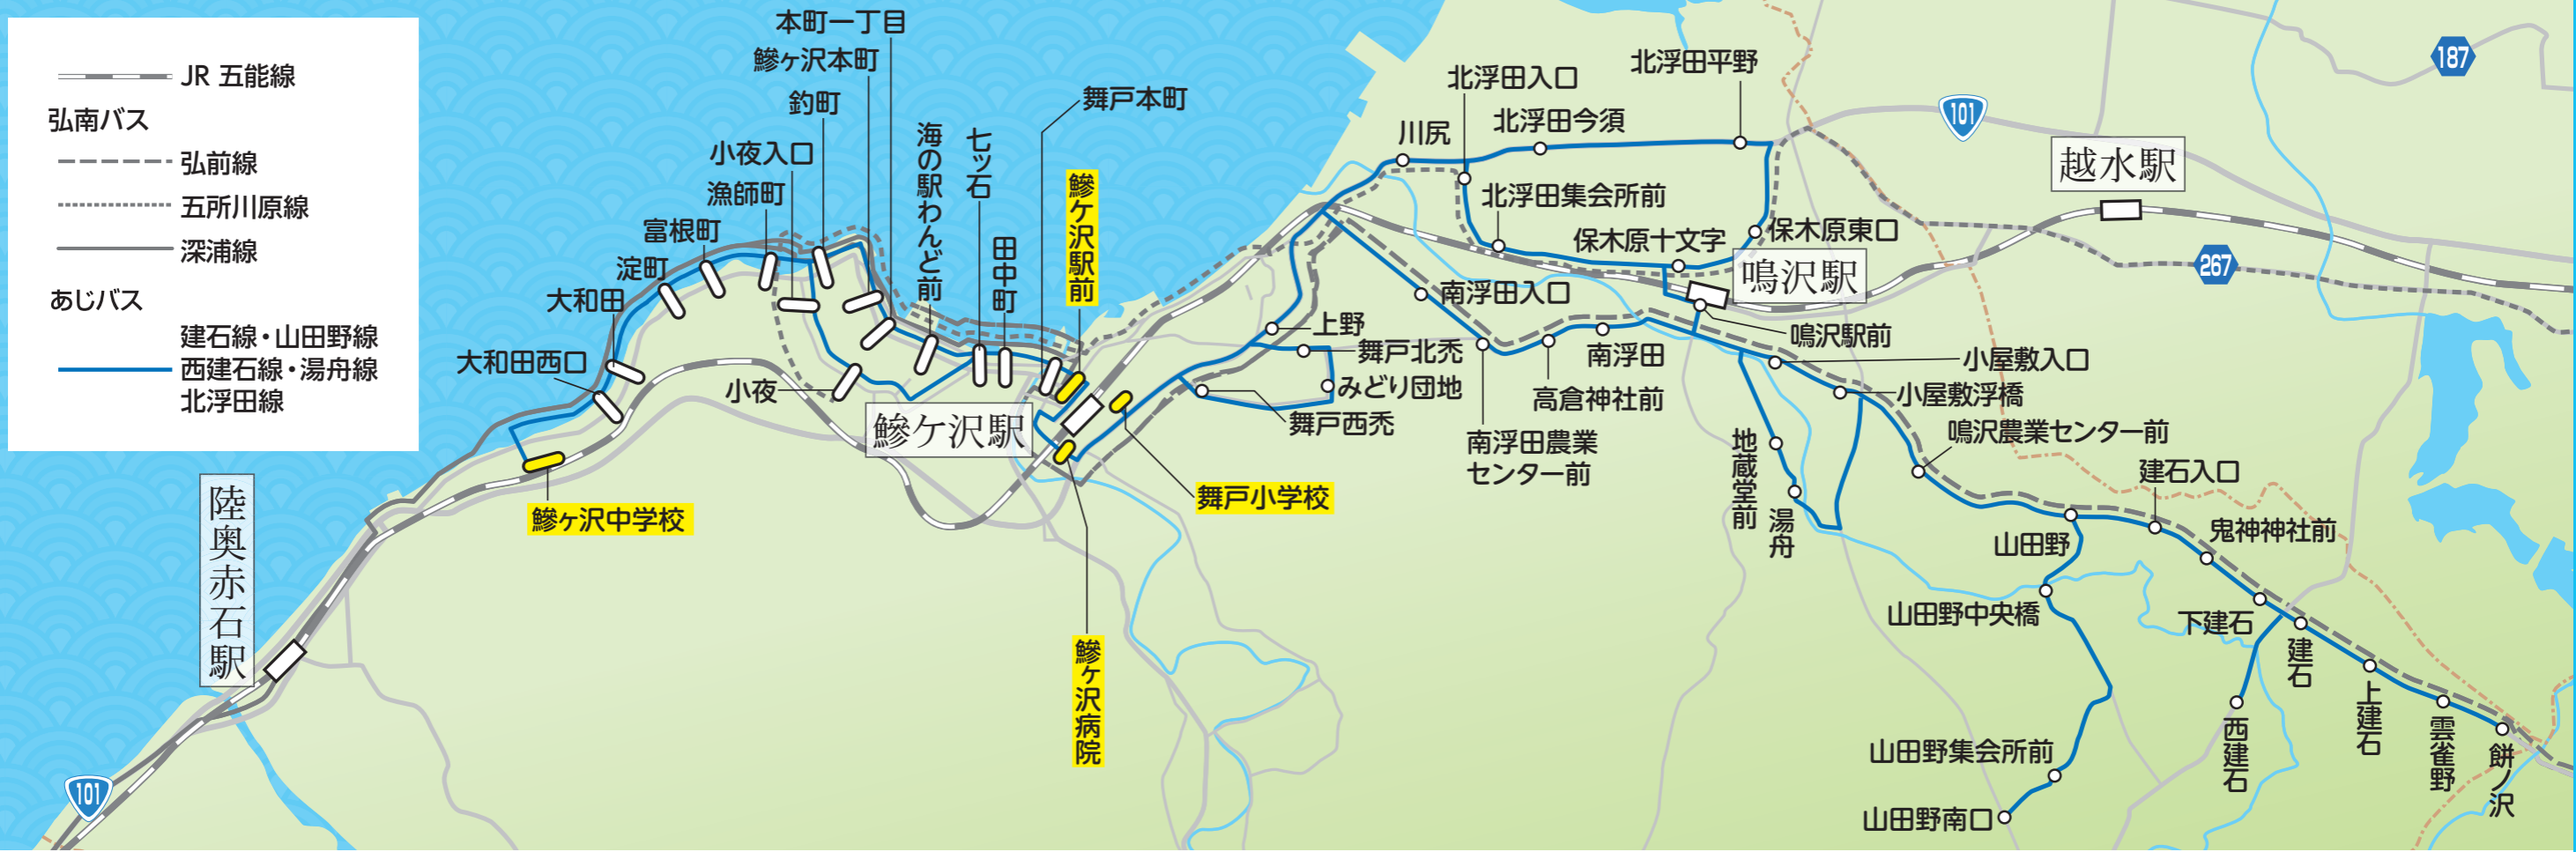 JR 五能線
弘南バス
弘前線
五所川原線
深浦線
あじバス
建石線・山田野線
西建石線・湯舟線
北浮田線
本町一丁目
鰺ヶ沢本町
釣町
小夜入口
漁師町
富根町
淀町
大和田
大和田西口
鰺ヶ沢中学校
陸奥赤石駅
101
小夜
海の駅わんど前
七ッ石
田中町
舞戸本町
鰺ケ沢駅前
鰺ケ沢駅
舞戸小学校
鰺ヶ沢病院
上野
舞戸北禿
みどり団地
舞戸西禿
川尻
北浮田入口
北浮田今須
北浮田平野
北浮田集会所前
保木原十文字
保木原東口
鳴沢駅
鳴沢駅前
南浮田入口
南浮田農業
センター前
高倉神社前
南浮田
101
187
越水駅
267
小屋敷入口
小屋敷浮橋
鳴沢農業センター前
地蔵堂前
湯舟
建石入口
鬼神神社前
山田野
山田野中央橋
山田野集会所前
山田野南口
下建石
建石
西建石
上建石
雲雀野
餅ノ沢